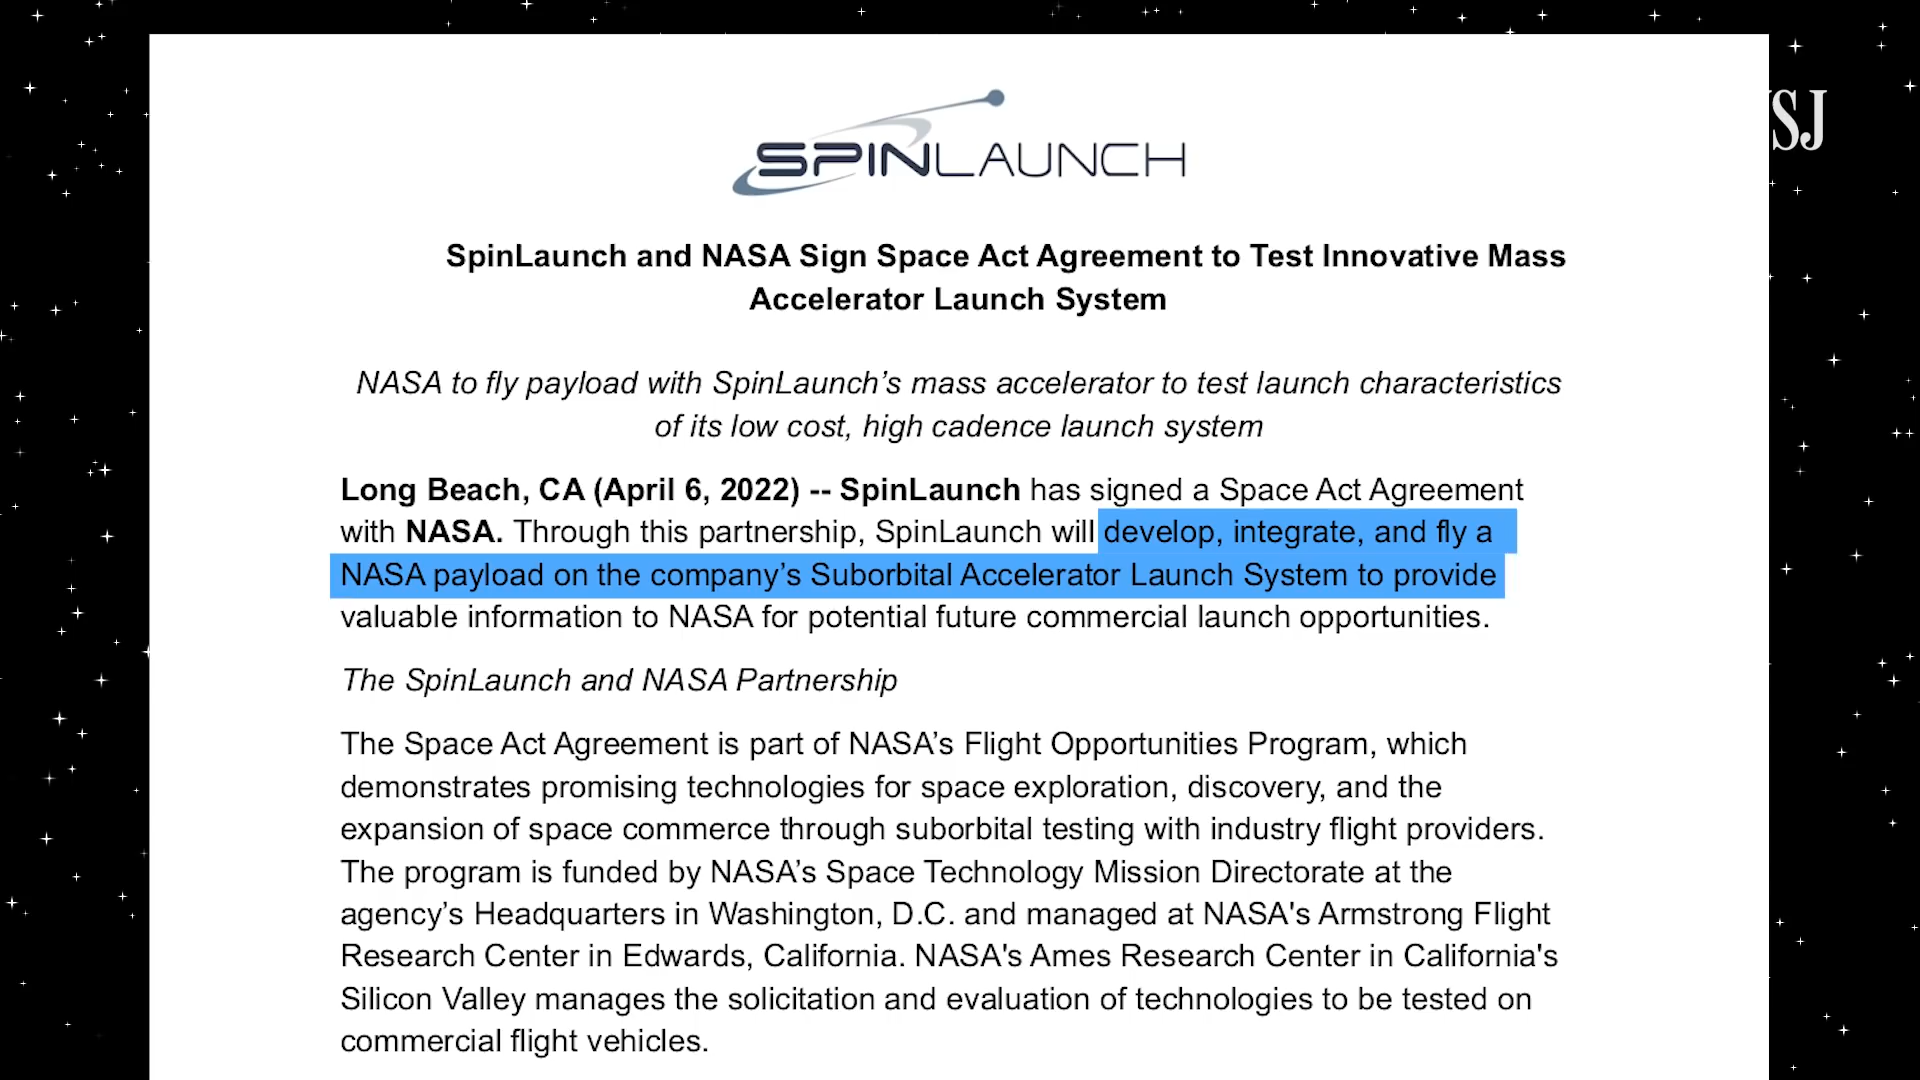 SPINLAUNCH
SJ
SpinLaunch and NASA Sign Space Act Agreement to Test Innovative Mass
Accelerator Launch System
NASA to fly payload with SpinLaunch’s mass accelerator to test launch characteristics
of its low cost, high cadence launch system
Long Beach, CA (April 6, 2022) -- SpinLaunch has signed a Space Act Agreement
with NASA. Through this partnership, SpinLaunch will develop, integrate, and fly a
NASA payload on the company’s Suborbital Accelerator Launch System to provide
valuable information to NASA for potential future commercial launch opportunities.
The SpinLaunch and NASA Partnership
The Space Act Agreement is part of NASA’s Flight Opportunities Program, which
demonstrates promising technologies for space exploration, discovery, and the
expansion of space commerce through suborbital testing with industry flight providers.
The program is funded by NASA’s Space Technology Mission Directorate at the
agency’s Headquarters in Washington, D.C. and managed at NASA's Armstrong Flight
Research Center in Edwards, California. NASA's Ames Research Center in California's
Silicon Valley manages the solicitation and evaluation of technologies to be tested on
commercial flight vehicles.